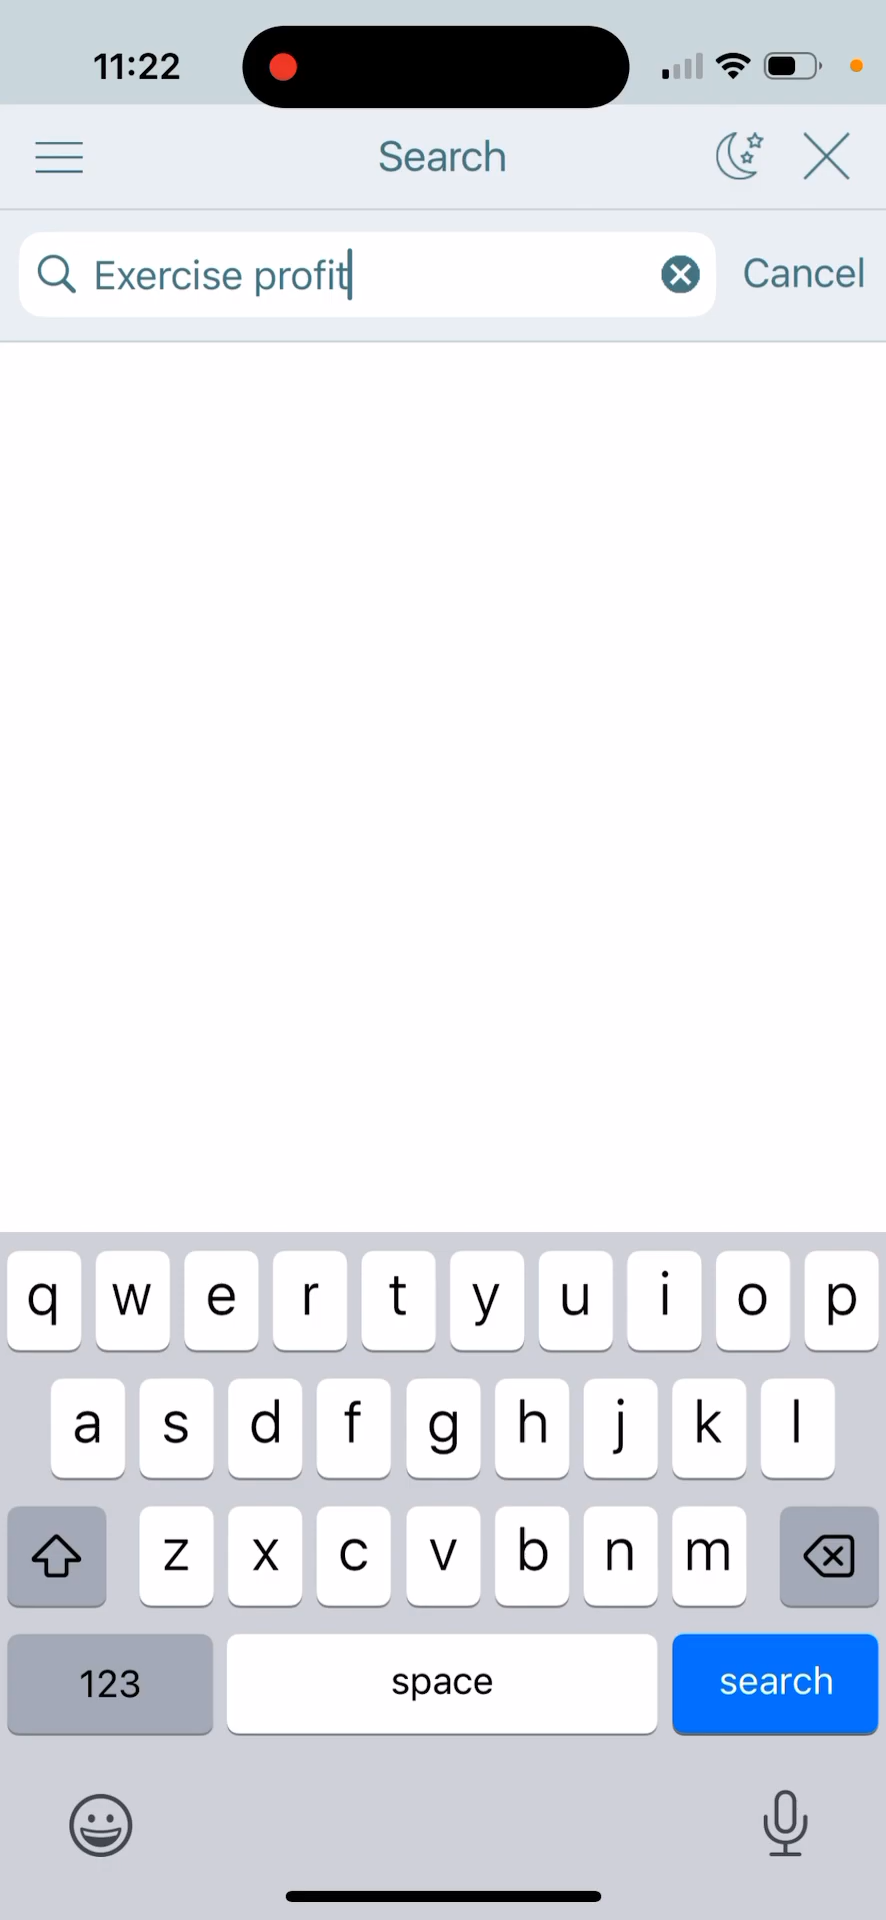 11:22
Search
Exercise profit
Cancel
q w e r t y u i o p
a s d f g h j k l
z x c v b n m
123 space search